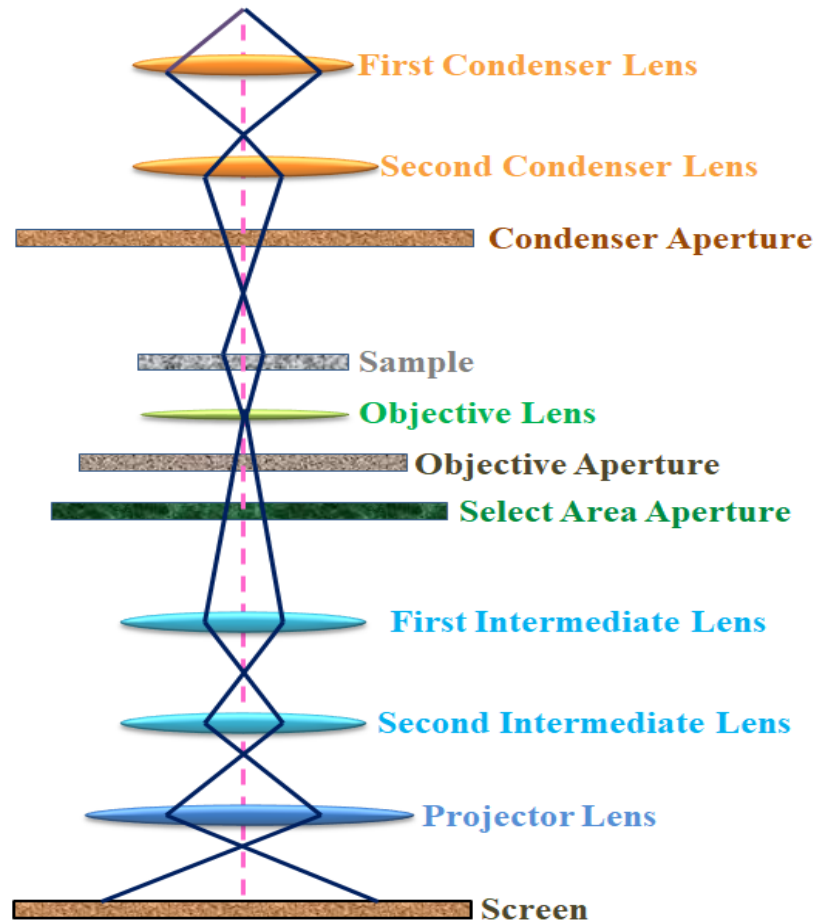 First Condenser Lens
Second Condenser Lens
Condenser Aperture
Sample
Objective Lens
Objective Aperture
Select Area Aperture
First Intermediate Lens
Second Intermediate Lens
Projector Lens
Screen